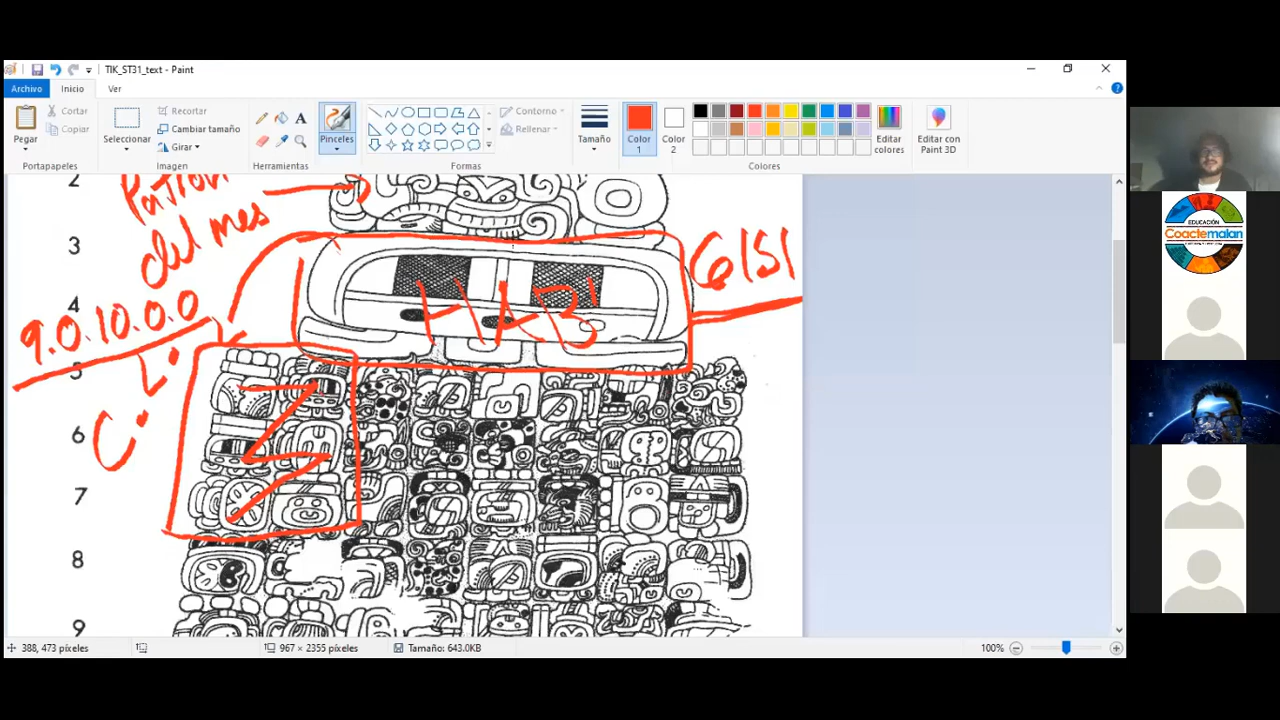 TIK_ST31_text - Paint
Archivo
Inicio
Ver
Pegar
Cortar
Copiar
Portapapeles
Seleccionar
Recortar
Cambiar tamaño
Girar
Imagen
Herramientas
Pinceles
Formas
Contorno
Rellenar
Tamaño
Color 1
Color 2
Editar colores
Editar con Paint 3D
Colores
2
3
4
5
6
7
8
9
Patrón
del mes
9.0.10.0.0
HAB'
GISI
EDUCACIÓN
Coactemalan
388, 473 píxeles
967 × 2355 píxeles
Tamaño: 643.0KB
100%